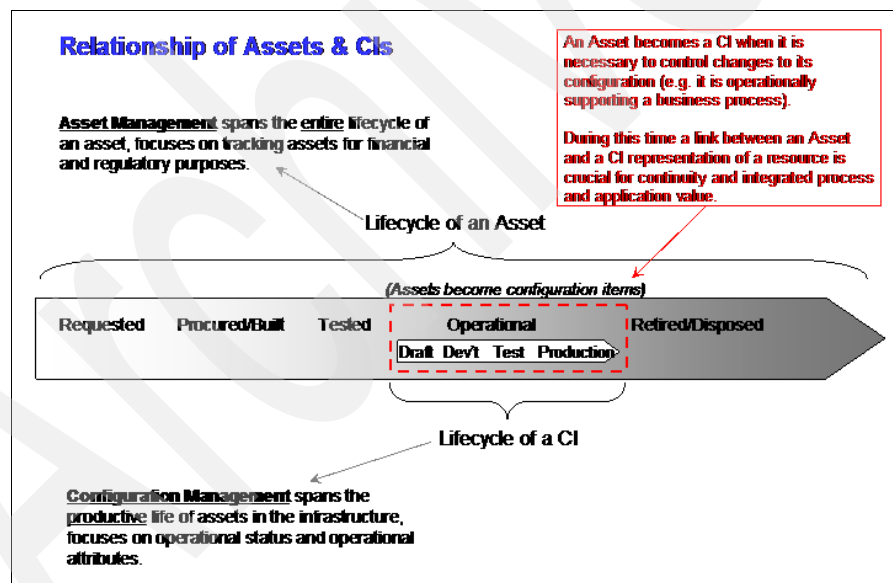 Relationship of Assets & CIs
An Asset becomes a CI when it is
necessary to control changes to its
configuration (e.g. it is operationally
supporting a business process).
During this time a link between an Asset
and a CI representation of a resource is
crucial for continuity and integrated process
and application value.
Asset Management spans the entire lifecycle of
an asset, focuses on tracking assets for financial
and regulatory purposes.
Lifecycle of an Asset
(Assets become configuration items)
Requested Procured/Built Tested Operational Retired/Disposed
Draft Dev't Test Production
Lifecycle of a CI
Configuration Management spans the
productive life of assets in the infrastructure,
focuses on operational status and operational
attributes.